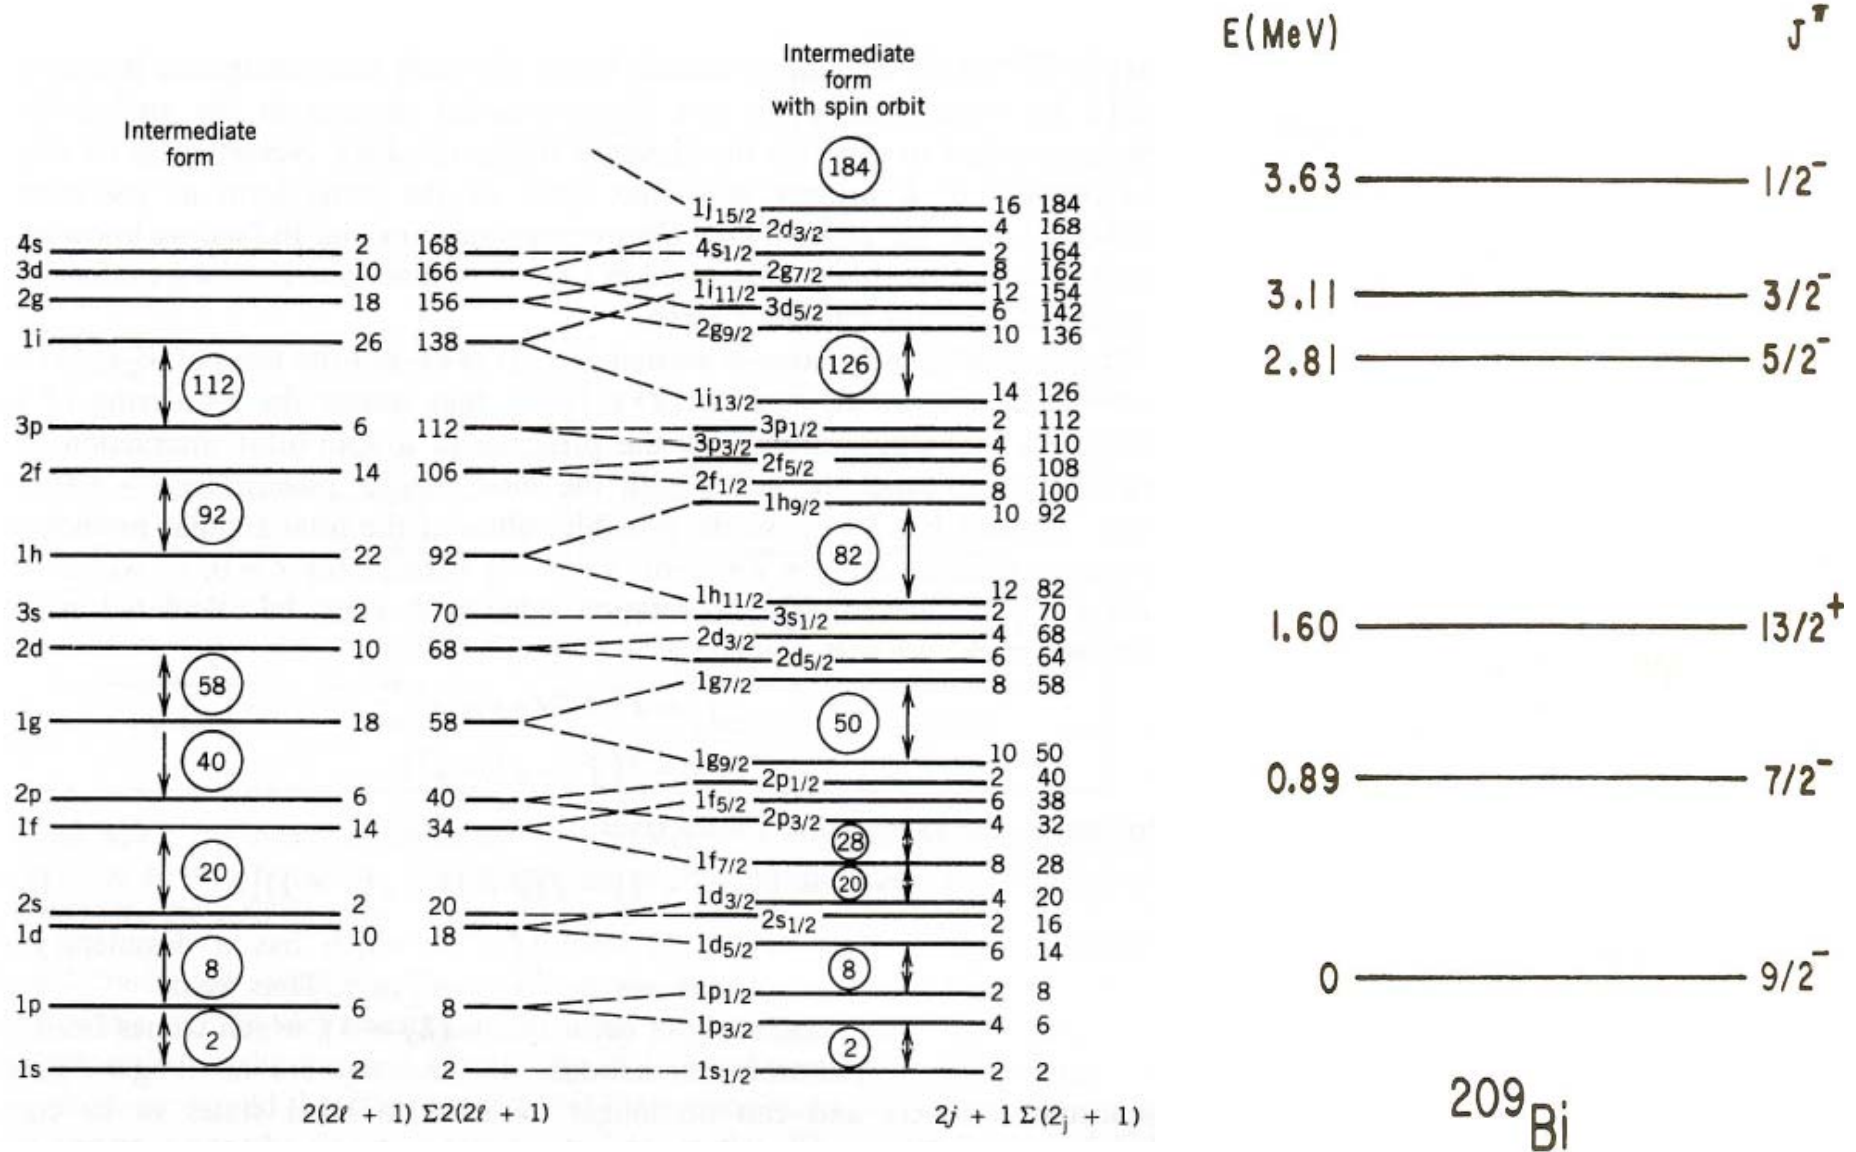 Intermediate
form
4s 2 168
3d 10 166
2g 18 156
1i 26 138
112
3p 6 112
2f 14 106
92
1h 22 92
3s 2 70
2d 10 68
58
1g 18 58
40
2p 6 40
1f 14 34
20
2s 2 20
1d 10 18
8
1p 6 8
2
1s 2 2
2(2ℓ + 1) Σ2(2ℓ + 1)
Intermediate
form
with spin orbit
184
1j15/2 16 184
2d3/2 4 168
4s1/2 2 164
2g7/2 8 162
1i11/2 12 154
3d5/2 6 142
2g9/2 10 136
126
1i13/2 14 126
3p1/2 2 112
3p3/2 4 110
2f5/2 6 108
2f1/2 8 100
1h9/2 10 92
82
1h11/2 12 82
3s1/2 2 70
2d3/2 4 68
2d5/2 6 64
1g7/2 8 58
50
1g9/2 10 50
2p1/2 2 40
1f5/2 6 38
2p3/2 4 32
28
1f7/2 8 28
20
1d3/2 4 20
2s1/2 2 16
1d5/2 6 14
8
1p1/2 2 8
1p3/2 4 6
2
1s1/2 2 2
2j + 1 Σ(2j + 1)
E(MeV) Jπ
3.63 1/2-
3.11 3/2-
2.81 5/2-
1.60 13/2+
0.89 7/2-
0 9/2-
209Bi